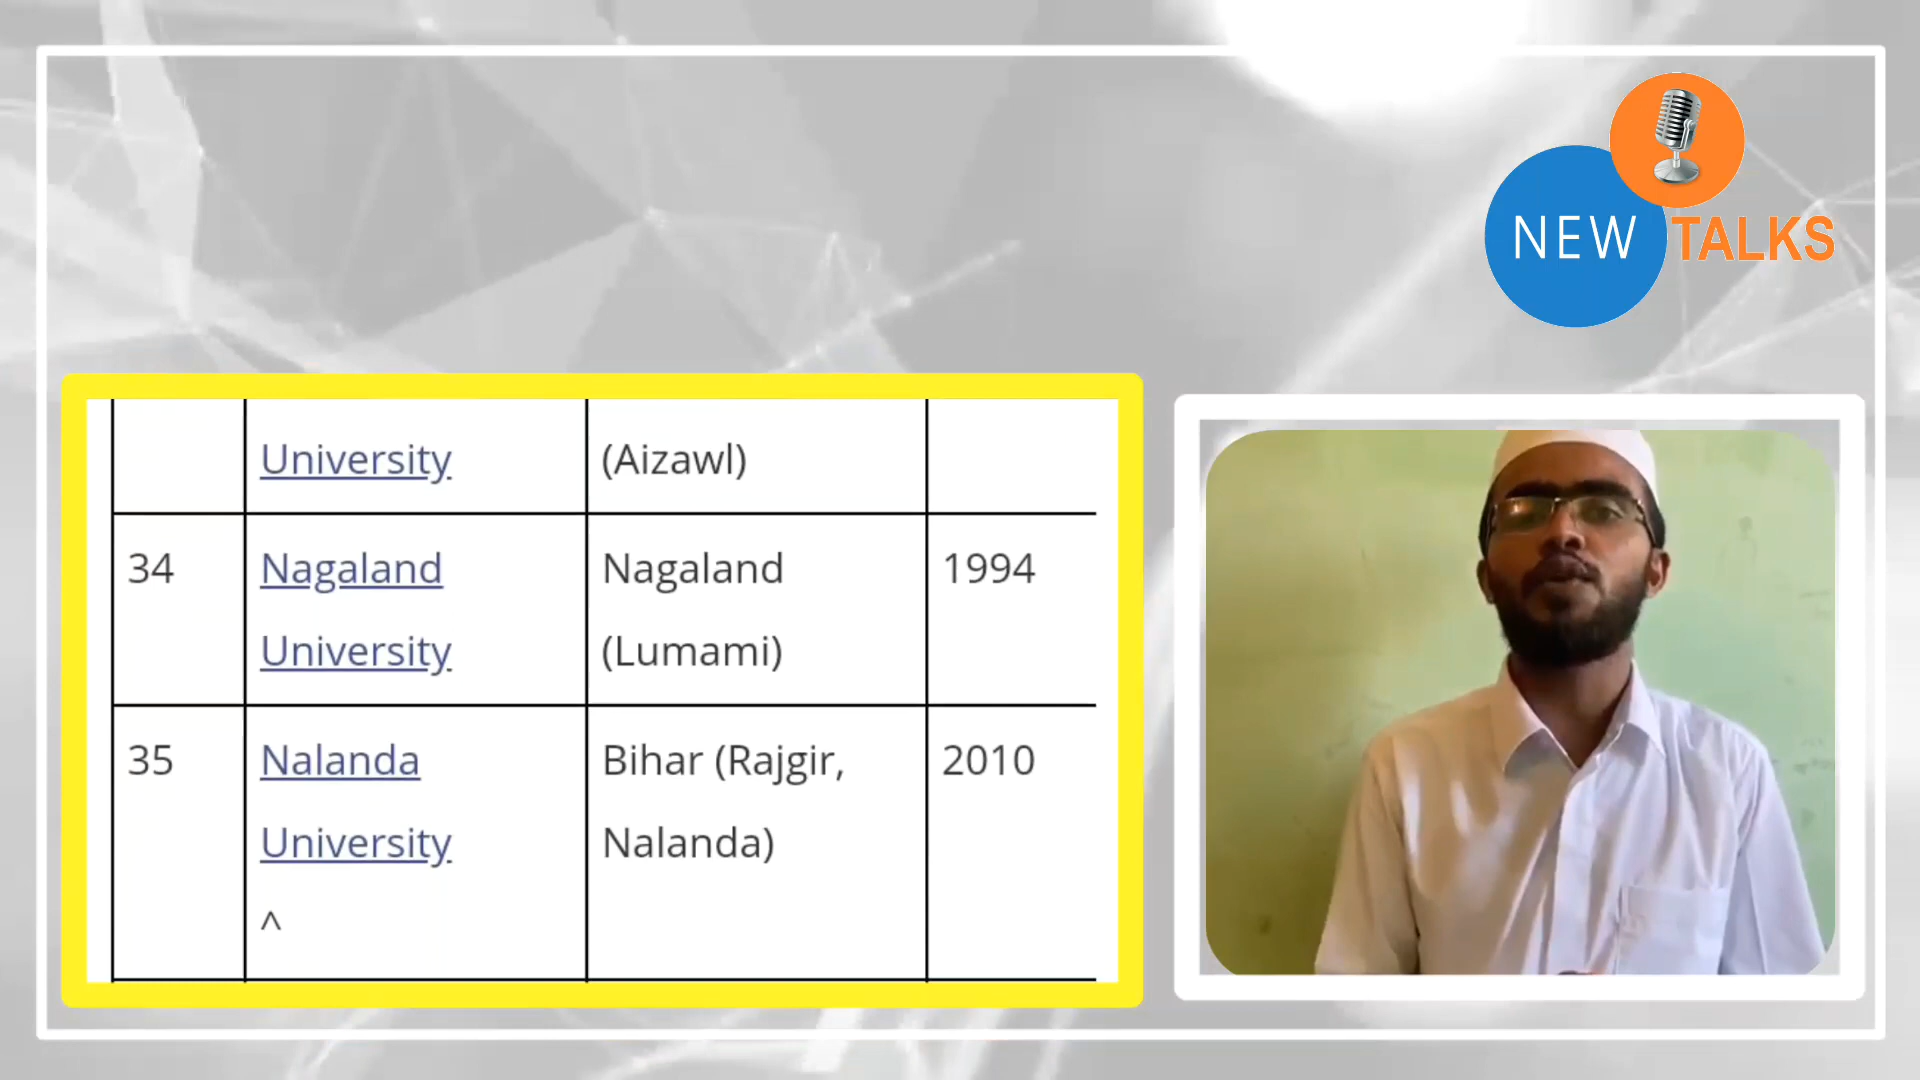 NEW TALKS
University (Aizawl)
34 Nagaland Nagaland 1994
University (Lumami)
35 Nalanda Bihar (Rajgir, 2010
University Nalanda)
^